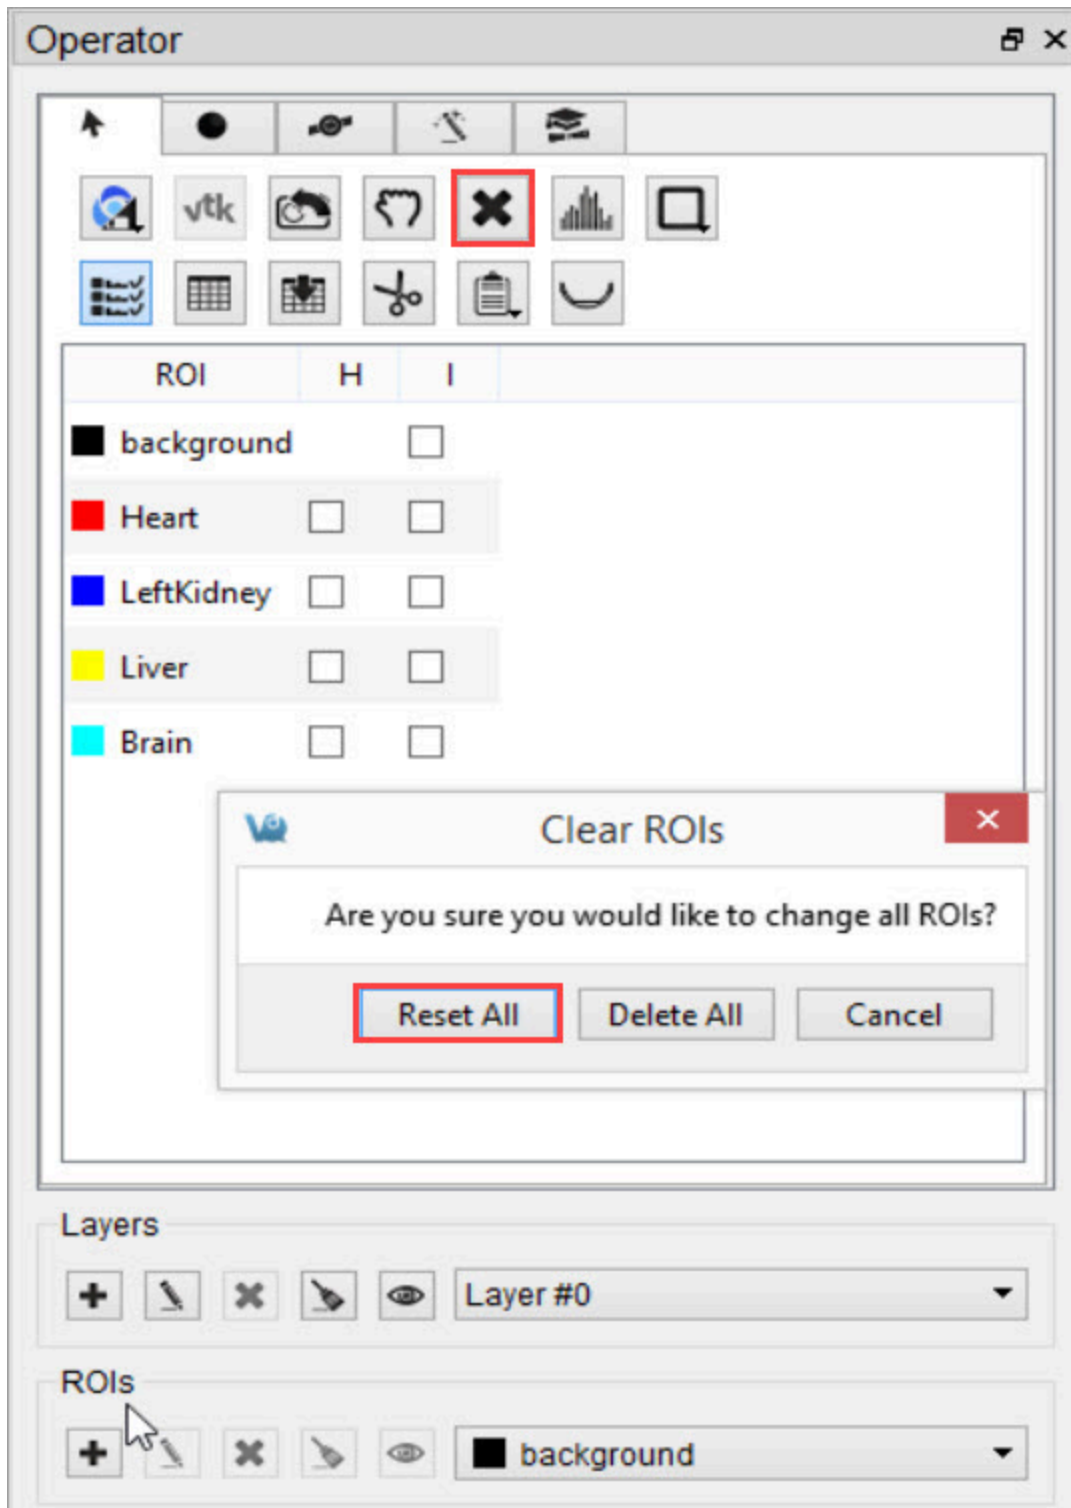 Operator
vtk
ROI H I
background
Heart
LeftKidney
Liver
Brain
Clear ROIs
Are you sure you would like to change all ROIs?
Reset All Delete All Cancel
Layers
Layer #0
ROIs
background